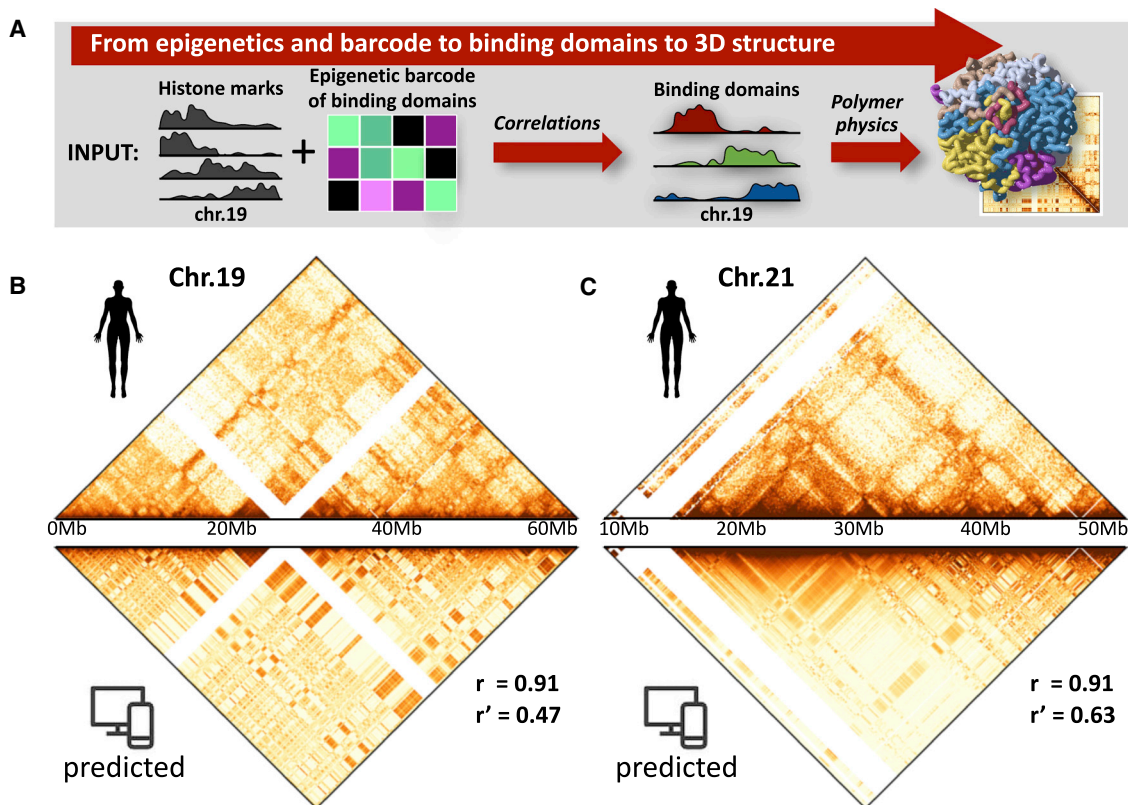 A
From epigenetics and barcode to binding domains to 3D structure
Histone marks
Epigenetic barcode
of binding domains
Correlations
Binding domains
Polymer
physics
INPUT:
+
chr.19
chr.19
B
Chr.19
0Mb 20Mb 40Mb 60Mb
r = 0.91
r’ = 0.47
predicted
C
Chr.21
10Mb 20Mb 30Mb 40Mb 50Mb
r = 0.91
r’ = 0.63
predicted